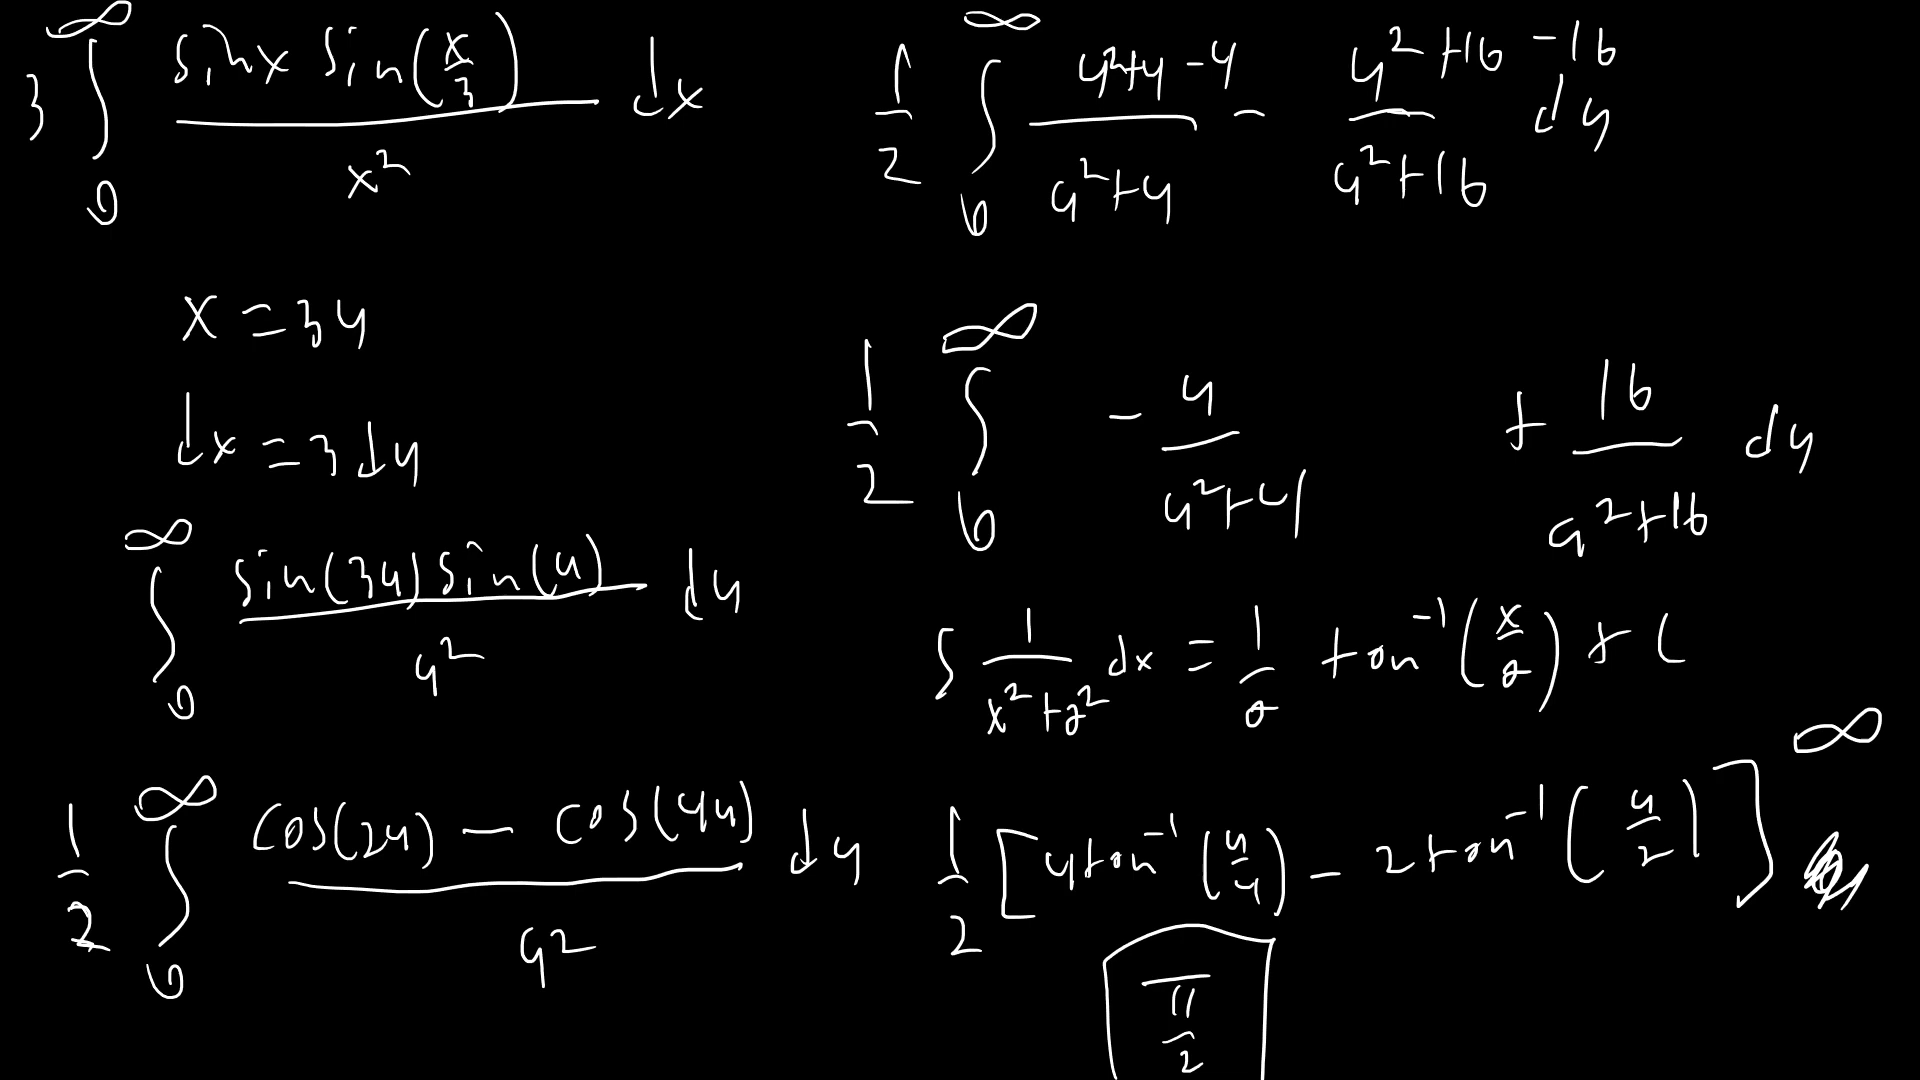 3 ∫₀^∞ sinx sin(x/3) / x² dx
x = 3y
dx = 3dy
∫₀^∞ sin(3y) sin(y) / y² dy
1/2 ∫₀^∞ cos(2y) - cos(4y) / y² dy
1/2 ∫₀^∞ y²+4-4 / y²+4 - y²+16-16 / y²+16 dy
1/2 ∫₀^∞ - 4 / y²+4 + 16 / y²+16 dy
∫ 1 / x²+a² dx = 1/a tan⁻¹(x/a) + C
1/2 [4tan⁻¹(y/4) - 2tan⁻¹(y/2)]^∞
π/2